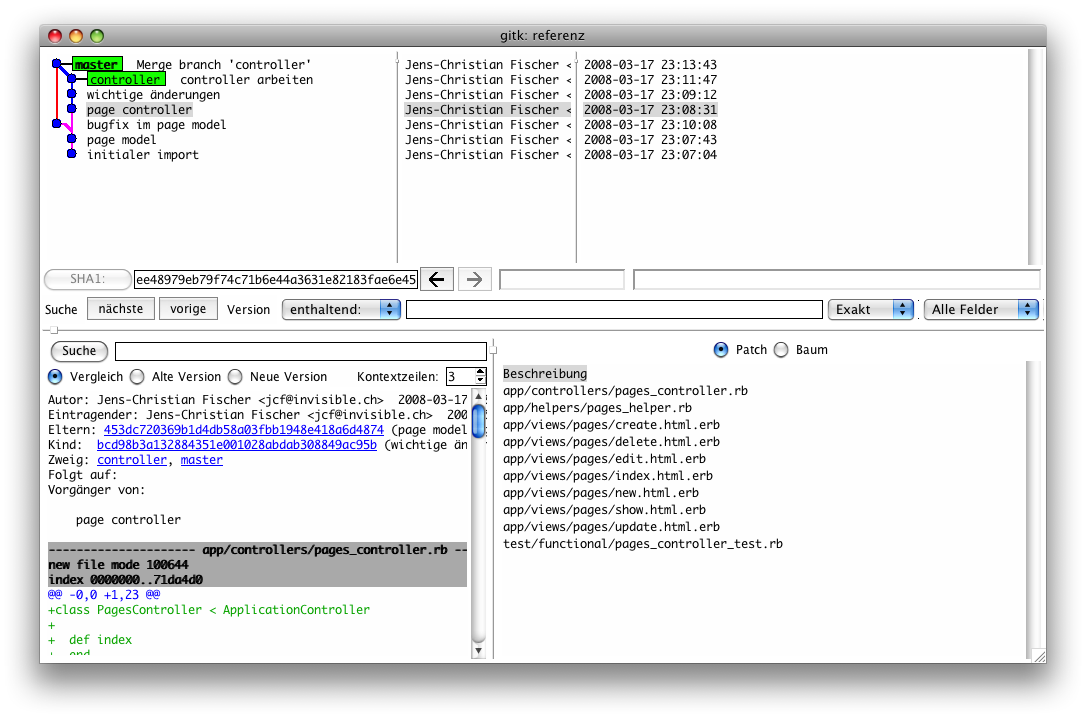 gitk: referenz
master Merge branch 'controller' Jens-Christian Fischer < 2008-03-17 23:13:43
controller controller arbeiten Jens-Christian Fischer < 2008-03-17 23:11:47
wichtige änderungen Jens-Christian Fischer < 2008-03-17 23:09:12
page controller Jens-Christian Fischer < 2008-03-17 23:08:31
bugfix im page model Jens-Christian Fischer < 2008-03-17 23:10:08
page model Jens-Christian Fischer < 2008-03-17 23:07:43
initialer import Jens-Christian Fischer < 2008-03-17 23:07:04
SHA1: ee48979eb79f74c71b6e44a3631e82183fae6e45
Suche nächste vorige Version enthaltend: Exakt Alle Felder
Suche
Patch Baum
Vergleich Alte Version Neue Version Kontextzeilen: 3
Autor: Jens-Christian Fischer <jcf@invisible.ch> 2008-03-17
Eintragender: Jens-Christian Fischer <jcf@invisible.ch> 200
Eltern: 453dc720369b1d4db58a03fbb1948e418a6d4874 (page model
Kind: bcd98b3a132884351e001028abdab308849ac95b (wichtige än
Zweig: controller, master
Folgt auf:
Vorgänger von:
page controller
--------------------- app/controllers/pages_controller.rb --
new file mode 100644
index 0000000..71da4d0
@@ -0,0 +1,23 @@
+class PagesController < ApplicationController
+
+ def index
+ end
Beschreibung
app/controllers/pages_controller.rb
app/helpers/pages_helper.rb
app/views/pages/create.html.erb
app/views/pages/delete.html.erb
app/views/pages/edit.html.erb
app/views/pages/index.html.erb
app/views/pages/new.html.erb
app/views/pages/show.html.erb
app/views/pages/update.html.erb
test/functional/pages_controller_test.rb